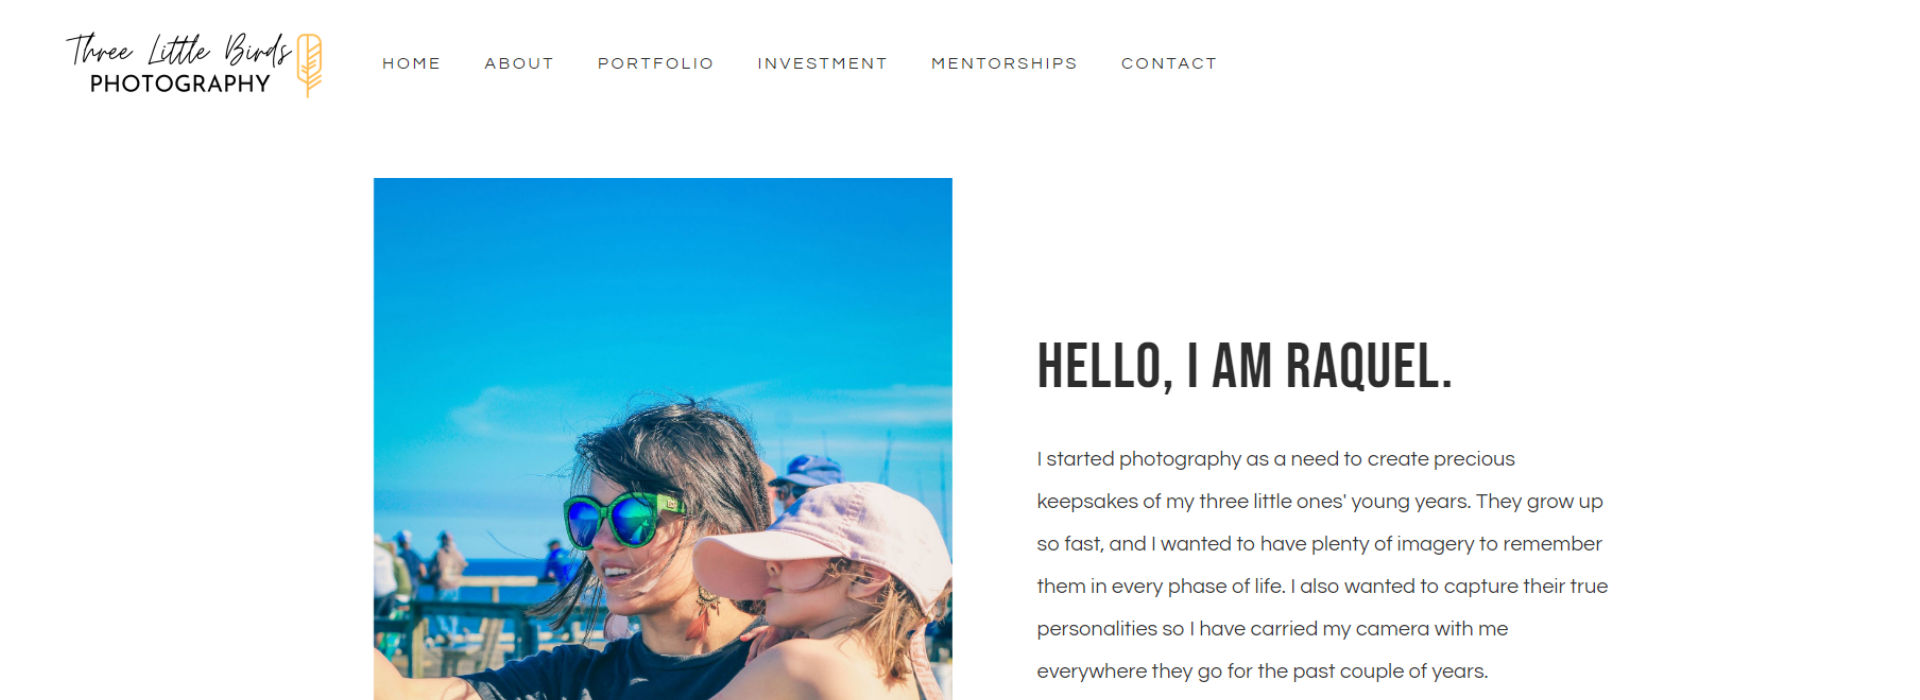 Three Little Birds
PHOTOGRAPHY
HOME ABOUT PORTFOLIO INVESTMENT MENTORSHIPS CONTACT
HELLO, I AM RAQUEL.
I started photography as a need to create precious
keepsakes of my three little ones' young years. They grow up
so fast, and I wanted to have plenty of imagery to remember
them in every phase of life. I also wanted to capture their true
personalities so I have carried my camera with me
everywhere they go for the past couple of years.